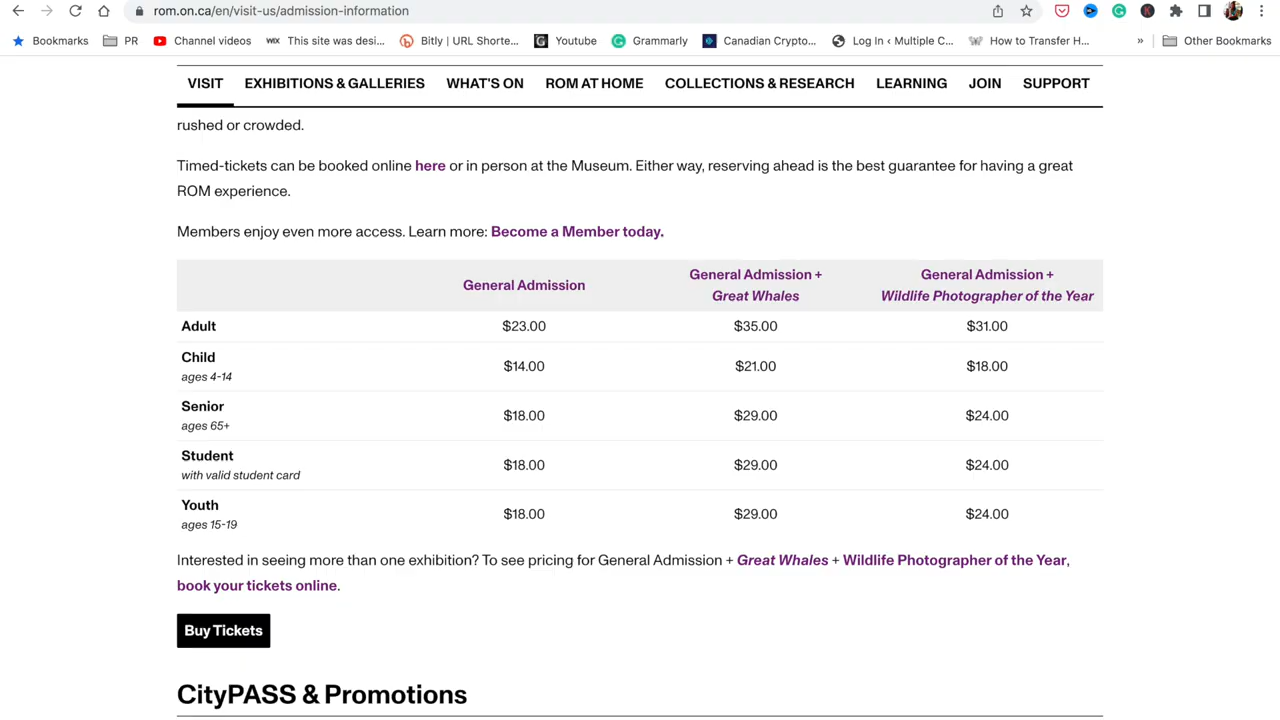 rom.on.ca/en/visit-us/admission-information
Bookmarks PR Channel videos WIX This site was desi... Bitly | URL Shorte... G Youtube Grammarly Canadian Crypto... Log In ‹ Multiple C... How to Transfer H... » Other Bookmarks
VISIT EXHIBITIONS & GALLERIES WHAT'S ON ROM AT HOME COLLECTIONS & RESEARCH LEARNING JOIN SUPPORT
rushed or crowded.
Timed-tickets can be booked online here or in person at the Museum. Either way, reserving ahead is the best guarantee for having a great
ROM experience.
Members enjoy even more access. Learn more: Become a Member today.
General Admission
General Admission +
Great Whales
General Admission +
Wildlife Photographer of the Year
Adult $23.00 $35.00 $31.00
Child
ages 4-14
$14.00 $21.00 $18.00
Senior
ages 65+
$18.00 $29.00 $24.00
Student
with valid student card
$18.00 $29.00 $24.00
Youth
ages 15-19
$18.00 $29.00 $24.00
Interested in seeing more than one exhibition? To see pricing for General Admission + Great Whales + Wildlife Photographer of the Year,
book your tickets online.
Buy Tickets
CityPASS & Promotions